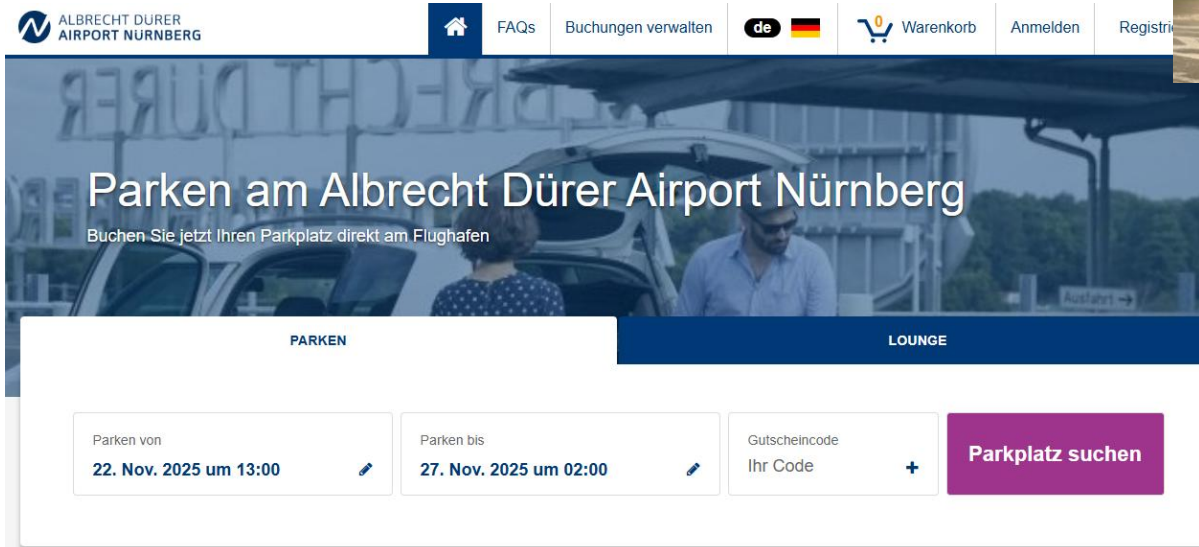 ALBRECHT DÜRER
AIRPORT NÜRNBERG
FAQs
Buchungen verwalten
de
0
Warenkorb
Anmelden
Parken am Albrecht Dürer Airport Nürnberg
Buchen Sie jetzt Ihren Parkplatz direkt am Flughafen
Ausfahrt →
PARKEN
LOUNGE
Parken von
22. Nov. 2025 um 13:00
Parken bis
27. Nov. 2025 um 02:00
Gutscheincode
Ihr Code
+
Parkplatz suchen